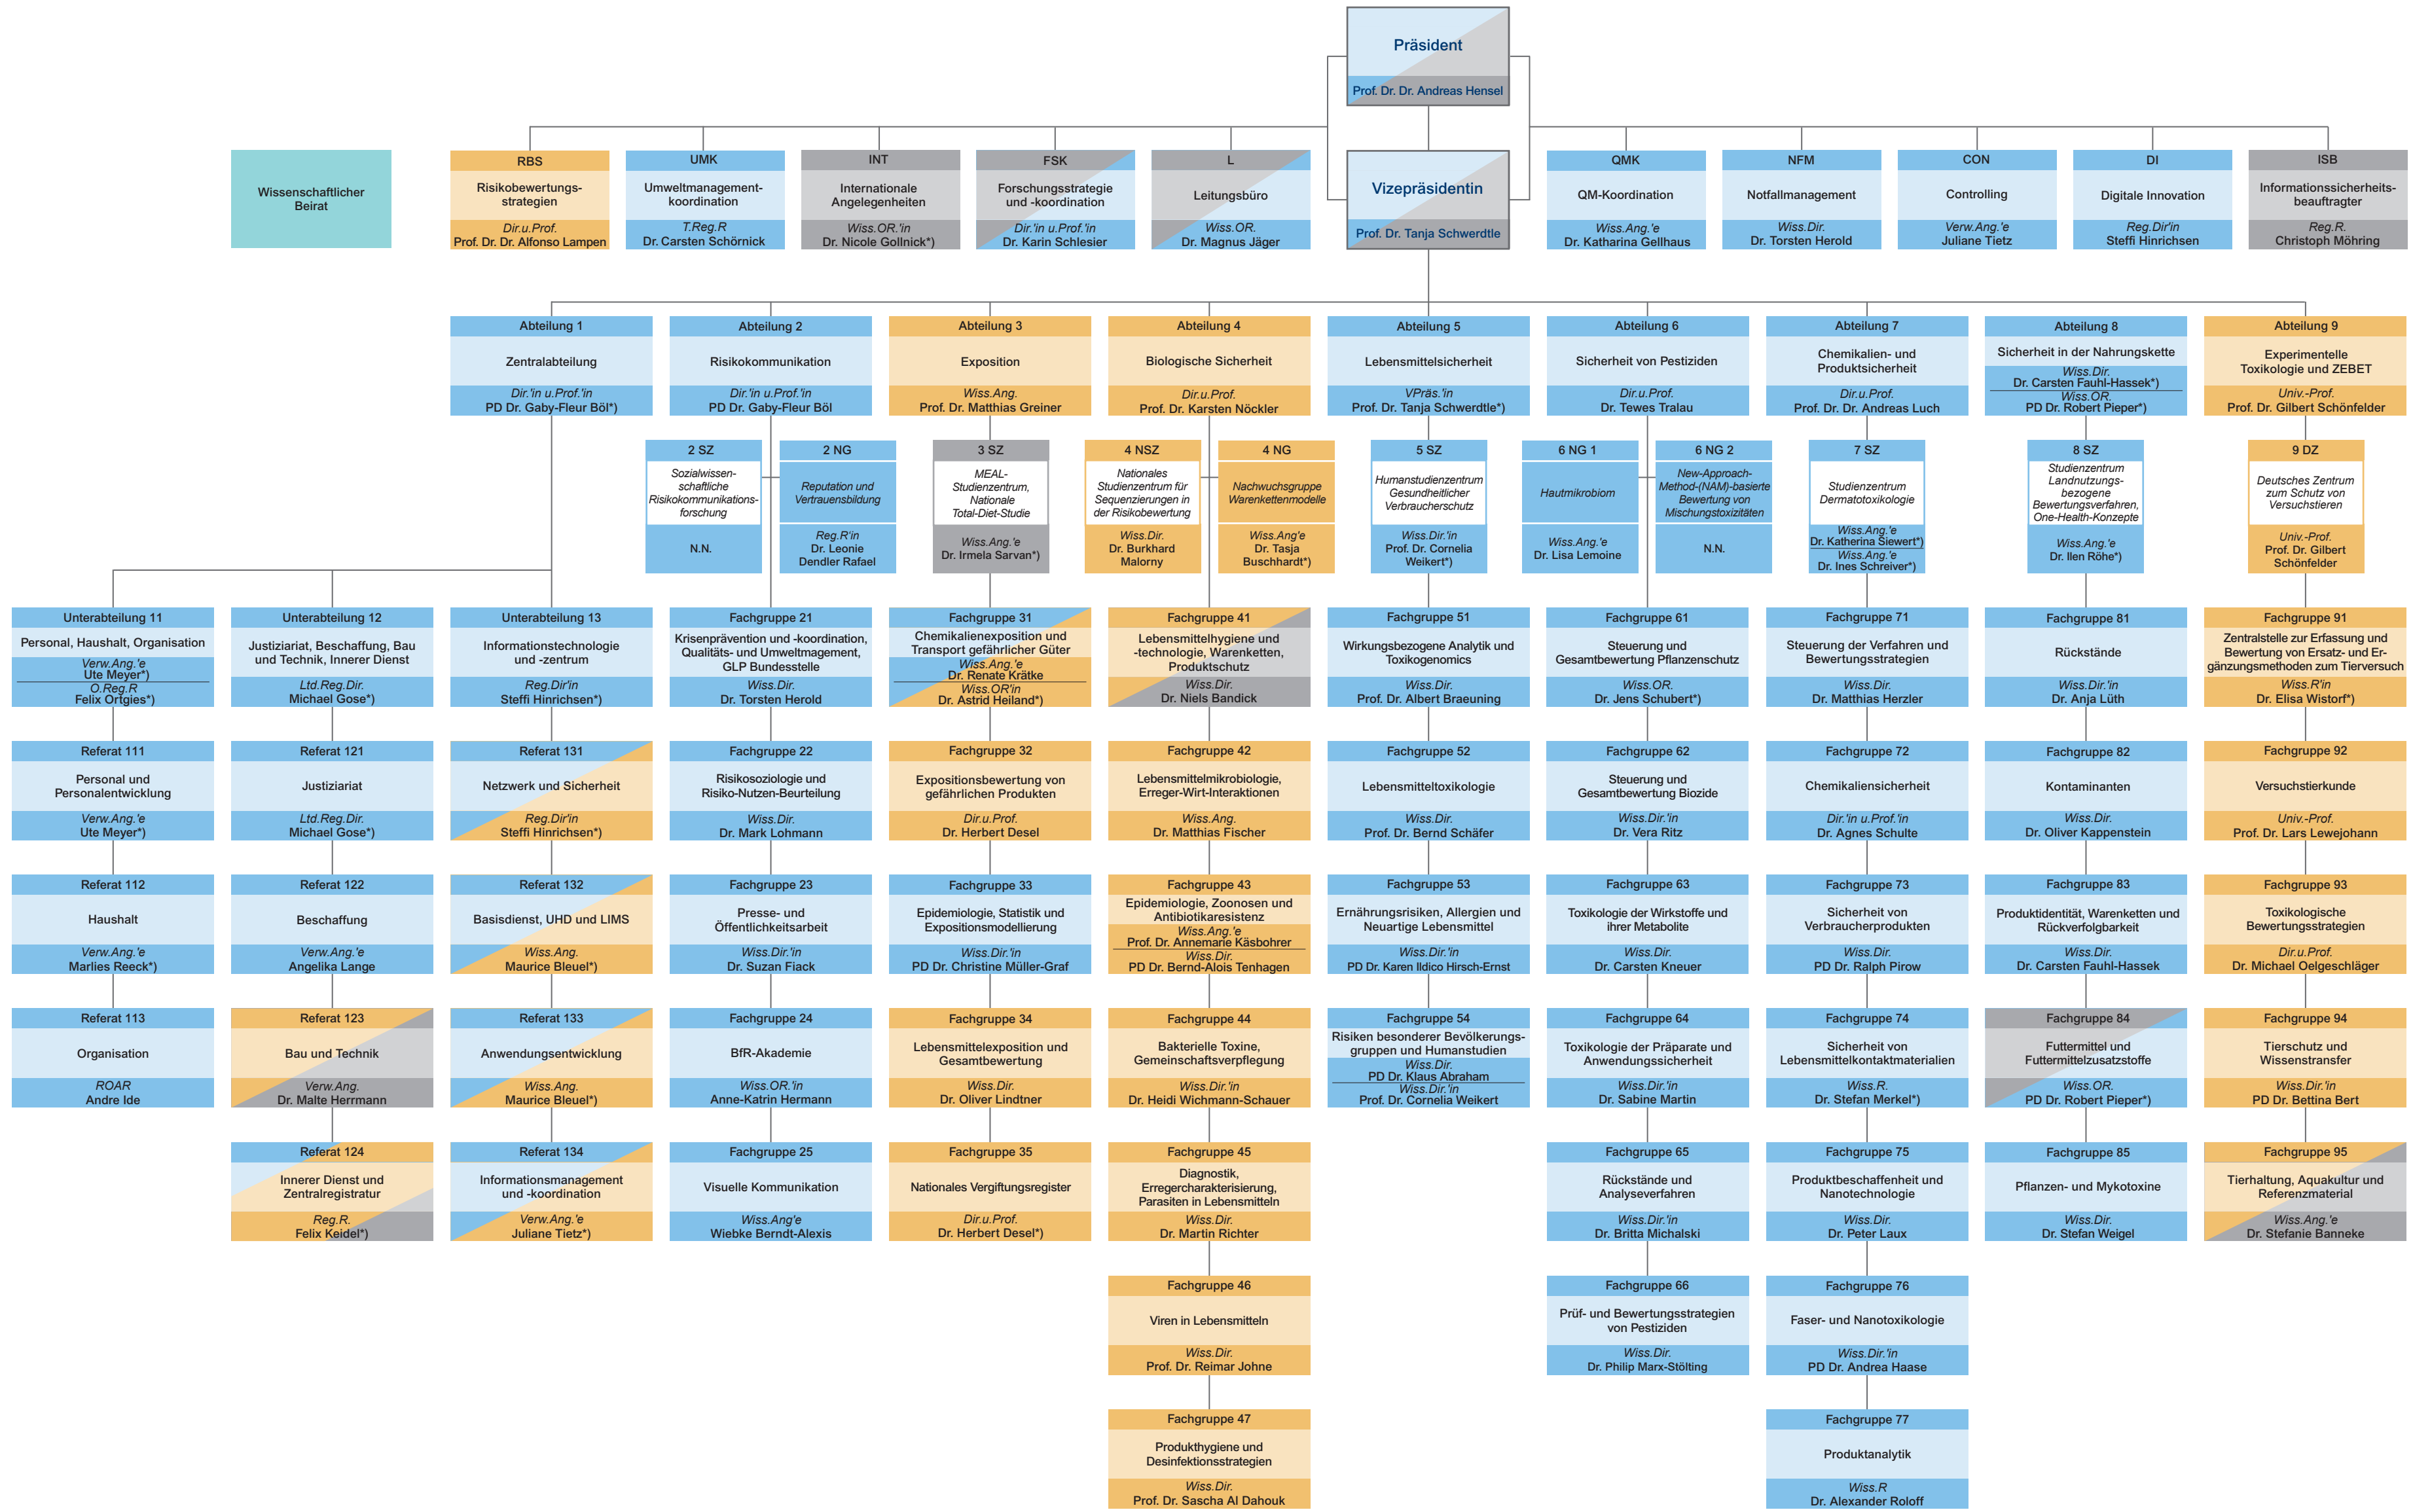 Präsident
Prof. Dr. Dr. Andreas Hensel
Wissenschaftlicher
Beirat
RBS
Risikobewertungs-
strategien
Dir.u.Prof.
Prof. Dr. Dr. Alfonso Lampen
UMK
Umweltmanagement-
koordination
T.Reg.R
Dr. Carsten Schörnick
INT
Internationale
Angelegenheiten
Wiss.OR.'in
Dr. Nicole Gollnick*)
FSK
Forschungsstrategie
und -koordination
Dir.'in u.Prof.'in
Dr. Karin Schlesier
L
Leitungsbüro
Wiss.OR.
Dr. Magnus Jäger
Vizepräsidentin
Prof. Dr. Tanja Schwerdtle
QMK
QM-Koordination
Wiss.Ang.'e
Dr. Katharina Gellhaus
NFM
Notfallmanagement
Wiss.Dir.
Dr. Torsten Herold
CON
Controlling
Verw.Ang.'e
Juliane Tietz
DI
Digitale Innovation
Reg.Dir'in
Steffi Hinrichsen
ISB
Informationssicherheits-
beauftragter
Reg.R.
Christoph Möhring
Abteilung 1
Zentralabteilung
Dir.'in u.Prof.'in
PD Dr. Gaby-Fleur Böl*)
Abteilung 2
Risikokommunikation
Dir.'in u.Prof.'in
PD Dr. Gaby-Fleur Böl
Abteilung 3
Exposition
Wiss.Ang.
Prof. Dr. Matthias Greiner
Abteilung 4
Biologische Sicherheit
Dir.u.Prof.
Prof. Dr. Karsten Nöckler
Abteilung 5
Lebensmittelsicherheit
VPräs.'in
Prof. Dr. Tanja Schwerdtle*)
Abteilung 6
Sicherheit von Pestiziden
Dir.u.Prof.
Dr. Tewes Tralau
Abteilung 7
Chemikalien- und
Produktsicherheit
Dir.u.Prof.
Prof. Dr. Dr. Andreas Luch
Abteilung 8
Sicherheit in der Nahrungskette
Wiss.Dir.
Dr. Carsten Fauhl-Hassek*)
Wiss.OR.
PD Dr. Robert Pieper*)
Abteilung 9
Experimentelle
Toxikologie und ZEBET
Univ.-Prof.
Prof. Dr. Gilbert Schönfelder
2 SZ
Sozialwissen-
schaftliche
Risikokommunikations-
forschung
N.N.
2 NG
Reputation und
Vertrauensbildung
Reg.R'in
Dr. Leonie
Dendler Rafael
3 SZ
MEAL-
Studienzentrum,
Nationale
Total-Diet-Studie
Wiss.Ang.'e
Dr. Irmela Sarvan*)
4 NSZ
Nationales
Studienzentrum für
Sequenzierungen in
der Risikobewertung
Wiss.Dir.
Dr. Burkhard
Malorny
4 NG
Nachwuchsgruppe
Warenkettenmodelle
Wiss.Ang'e
Dr. Tasja
Buschhardt*)
5 SZ
Humanstudienzentrum
Gesundheitlicher
Verbraucherschutz
Wiss.Dir.'in
Prof. Dr. Cornelia
Weikert*)
6 NG 1
Hautmikrobiom
Wiss.Ang.'e
Dr. Lisa Lemoine
6 NG 2
New-Approach-
Method-(NAM)-basierte
Bewertung von
Mischungstoxizitäten
N.N.
7 SZ
Studienzentrum
Dermatotoxikologie
Wiss.Ang.'e
Dr. Katherina Siewert*)
Wiss.Ang.'e
Dr. Ines Schreiver*)
8 SZ
Studienzentrum
Landnutzungs-
bezogene
Bewertungsverfahren,
One-Health-Konzepte
Wiss.Ang.'e
Dr. Ilen Röhe*)
9 DZ
Deutsches Zentrum
zum Schutz von
Versuchstieren
Univ.-Prof.
Prof. Dr. Gilbert
Schönfelder
Unterabteilung 11
Personal, Haushalt, Organisation
Verw.Ang.'e
Ute Meyer*)
O.Reg.R
Felix Ortgies*)
Unterabteilung 12
Justiziariat, Beschaffung, Bau
und Technik, Innerer Dienst
Ltd.Reg.Dir.
Michael Gose*)
Unterabteilung 13
Informationstechnologie
und -zentrum
Reg.Dir'in
Steffi Hinrichsen*)
Fachgruppe 21
Krisenprävention und -koordination,
Qualitäts- und Umweltmagement,
GLP Bundesstelle
Wiss.Dir.
Dr. Torsten Herold
Fachgruppe 31
Chemikalienexposition und
Transport gefährlicher Güter
Wiss.Ang.'e
Dr. Renate Krätke
Wiss.OR'in
Dr. Astrid Heiland*)
Fachgruppe 41
Lebensmittelhygiene und
-technologie, Warenketten,
Produktschutz
Wiss.Dir.
Dr. Niels Bandick
Fachgruppe 51
Wirkungsbezogene Analytik und
Toxikogenomics
Wiss.Dir.
Prof. Dr. Albert Braeuning
Fachgruppe 61
Steuerung und
Gesamtbewertung Pflanzenschutz
Wiss.OR.
Dr. Jens Schubert*)
Fachgruppe 71
Steuerung der Verfahren und
Bewertungsstrategien
Wiss.Dir.
Dr. Matthias Herzler
Fachgruppe 81
Rückstände
Wiss.Dir.'in
Dr. Anja Lüth
Fachgruppe 91
Zentralstelle zur Erfassung und
Bewertung von Ersatz- und Er-
gänzungsmethoden zum Tierversuch
Wiss.R'in
Dr. Elisa Wistorf*)
Referat 111
Personal und
Personalentwicklung
Verw.Ang.'e
Ute Meyer*)
Referat 121
Justiziariat
Ltd.Reg.Dir.
Michael Gose*)
Referat 131
Netzwerk und Sicherheit
Reg.Dir'in
Steffi Hinrichsen*)
Fachgruppe 22
Risikosoziologie und
Risiko-Nutzen-Beurteilung
Wiss.Dir.
Dr. Mark Lohmann
Fachgruppe 32
Expositionsbewertung von
gefährlichen Produkten
Dir.u.Prof.
Dr. Herbert Desel
Fachgruppe 42
Lebensmittelmikrobiologie,
Erreger-Wirt-Interaktionen
Wiss.Ang.
Dr. Matthias Fischer
Fachgruppe 52
Lebensmitteltoxikologie
Wiss.Dir.
Prof. Dr. Bernd Schäfer
Fachgruppe 62
Steuerung und
Gesamtbewertung Biozide
Wiss.Dir.'in
Dr. Vera Ritz
Fachgruppe 72
Chemikaliensicherheit
Dir.'in u.Prof.'in
Dr. Agnes Schulte
Fachgruppe 82
Kontaminanten
Wiss.Dir.
Dr. Oliver Kappenstein
Fachgruppe 92
Versuchstierkunde
Univ.-Prof.
Prof. Dr. Lars Lewejohann
Referat 112
Haushalt
Verw.Ang.'e
Marlies Reeck*)
Referat 122
Beschaffung
Verw.Ang.'e
Angelika Lange
Referat 132
Basisdienst, UHD und LIMS
Wiss.Ang.
Maurice Bleuel*)
Fachgruppe 23
Presse- und
Öffentlichkeitsarbeit
Wiss.Dir.'in
Dr. Suzan Fiack
Fachgruppe 33
Epidemiologie, Statistik und
Expositionsmodellierung
Wiss.Dir.'in
PD Dr. Christine Müller-Graf
Fachgruppe 43
Epidemiologie, Zoonosen und
Antibiotikaresistenz
Wiss.Ang.'e
Prof. Dr. Annemarie Käsbohrer
Wiss.Dir.
PD Dr. Bernd-Alois Tenhagen
Fachgruppe 53
Ernährungsrisiken, Allergien und
Neuartige Lebensmittel
Wiss.Dir.'in
PD Dr. Karen Ildico Hirsch-Ernst
Fachgruppe 63
Toxikologie der Wirkstoffe und
ihrer Metabolite
Wiss.Dir.
Dr. Carsten Kneuer
Fachgruppe 73
Sicherheit von
Verbraucherprodukten
Wiss.Dir.
PD Dr. Ralph Pirow
Fachgruppe 83
Produktidentität, Warenketten und
Rückverfolgbarkeit
Wiss.Dir.
Dr. Carsten Fauhl-Hassek
Fachgruppe 93
Toxikologische
Bewertungsstrategien
Dir.u.Prof.
Dr. Michael Oelgeschläger
Referat 113
Organisation
ROAR
Andre Ide
Referat 123
Bau und Technik
Verw.Ang.
Dr. Malte Herrmann
Referat 133
Anwendungsentwicklung
Wiss.Ang.
Maurice Bleuel*)
Fachgruppe 24
BfR-Akademie
Wiss.OR.'in
Anne-Katrin Hermann
Fachgruppe 34
Lebensmittelexposition und
Gesamtbewertung
Wiss.Dir.
Dr. Oliver Lindtner
Fachgruppe 44
Bakterielle Toxine,
Gemeinschaftsverpflegung
Wiss.Dir.'in
Dr. Heidi Wichmann-Schauer
Fachgruppe 54
Risiken besonderer Bevölkerungs-
gruppen und Humanstudien
Wiss.Dir.
PD Dr. Klaus Abraham
Wiss.Dir.'in
Prof. Dr. Cornelia Weikert
Fachgruppe 64
Toxikologie der Präparate und
Anwendungssicherheit
Wiss.Dir.'in
Dr. Sabine Martin
Fachgruppe 74
Sicherheit von
Lebensmittelkontaktmaterialien
Wiss.R.
Dr. Stefan Merkel*)
Fachgruppe 84
Futtermittel und
Futtermittelzusatzstoffe
Wiss.OR.
PD Dr. Robert Pieper*)
Fachgruppe 94
Tierschutz und
Wissenstransfer
Wiss.Dir.'in
PD Dr. Bettina Bert
Referat 124
Innerer Dienst und
Zentralregistratur
Reg.R.
Felix Keidel*)
Referat 134
Informationsmanagement
und -koordination
Verw.Ang.'e
Juliane Tietz*)
Fachgruppe 25
Visuelle Kommunikation
Wiss.Ang'e
Wiebke Berndt-Alexis
Fachgruppe 35
Nationales Vergiftungsregister
Dir.u.Prof.
Dr. Herbert Desel*)
Fachgruppe 45
Diagnostik,
Erregercharakterisierung,
Parasiten in Lebensmitteln
Wiss.Dir.
Dr. Martin Richter
Fachgruppe 65
Rückstände und
Analyseverfahren
Wiss.Dir.'in
Dr. Britta Michalski
Fachgruppe 75
Produktbeschaffenheit und
Nanotechnologie
Wiss.Dir.
Dr. Peter Laux
Fachgruppe 85
Pflanzen- und Mykotoxine
Wiss.Dir.
Dr. Stefan Weigel
Fachgruppe 95
Tierhaltung, Aquakultur und
Referenzmaterial
Wiss.Ang.'e
Dr. Stefanie Banneke
Fachgruppe 46
Viren in Lebensmitteln
Wiss.Dir.
Prof. Dr. Reimar Johne
Fachgruppe 66
Prüf- und Bewertungsstrategien
von Pestiziden
Wiss.Dir.
Dr. Philip Marx-Stölting
Fachgruppe 76
Faser- und Nanotoxikologie
Wiss.Dir.'in
PD Dr. Andrea Haase
Fachgruppe 47
Produkthygiene und
Desinfektionsstrategien
Wiss.Dir.
Prof. Dr. Sascha Al Dahouk
Fachgruppe 77
Produktanalytik
Wiss.R
Dr. Alexander Roloff